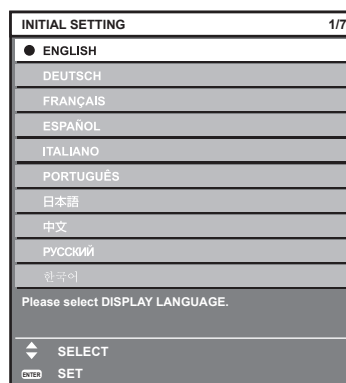 INITIAL SETTING 1/7
ENGLISH
DEUTSCH
FRANÇAIS
ESPAÑOL
ITALIANO
PORTUGUÊS
日本語
中文
РУССКИЙ
한국어
Please select DISPLAY LANGUAGE.
SELECT
ENTER SET